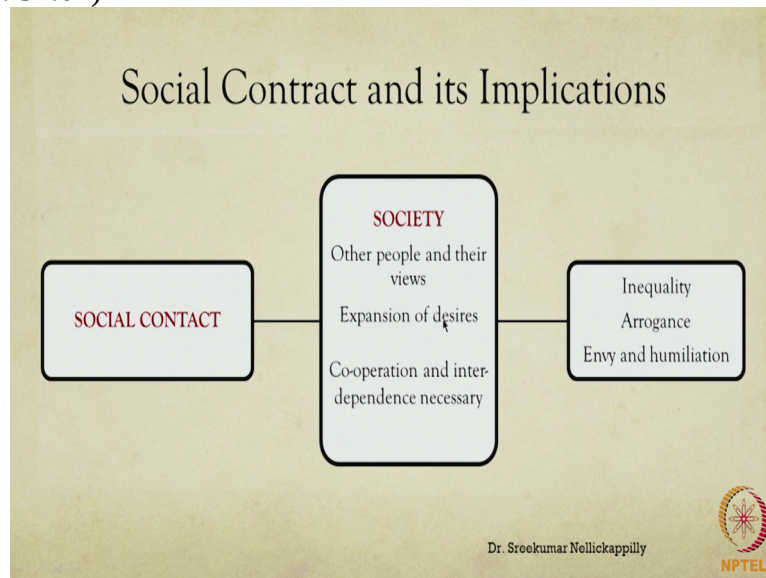 Social Contract and its Implications
SOCIAL CONTACT
SOCIETY
Other people and their
views
Expansion of desires
Co-operation and inter-
dependence necessary
Inequality
Arrogance
Envy and humiliation
Dr. Sreekumar Nellickappilly
NPTEL